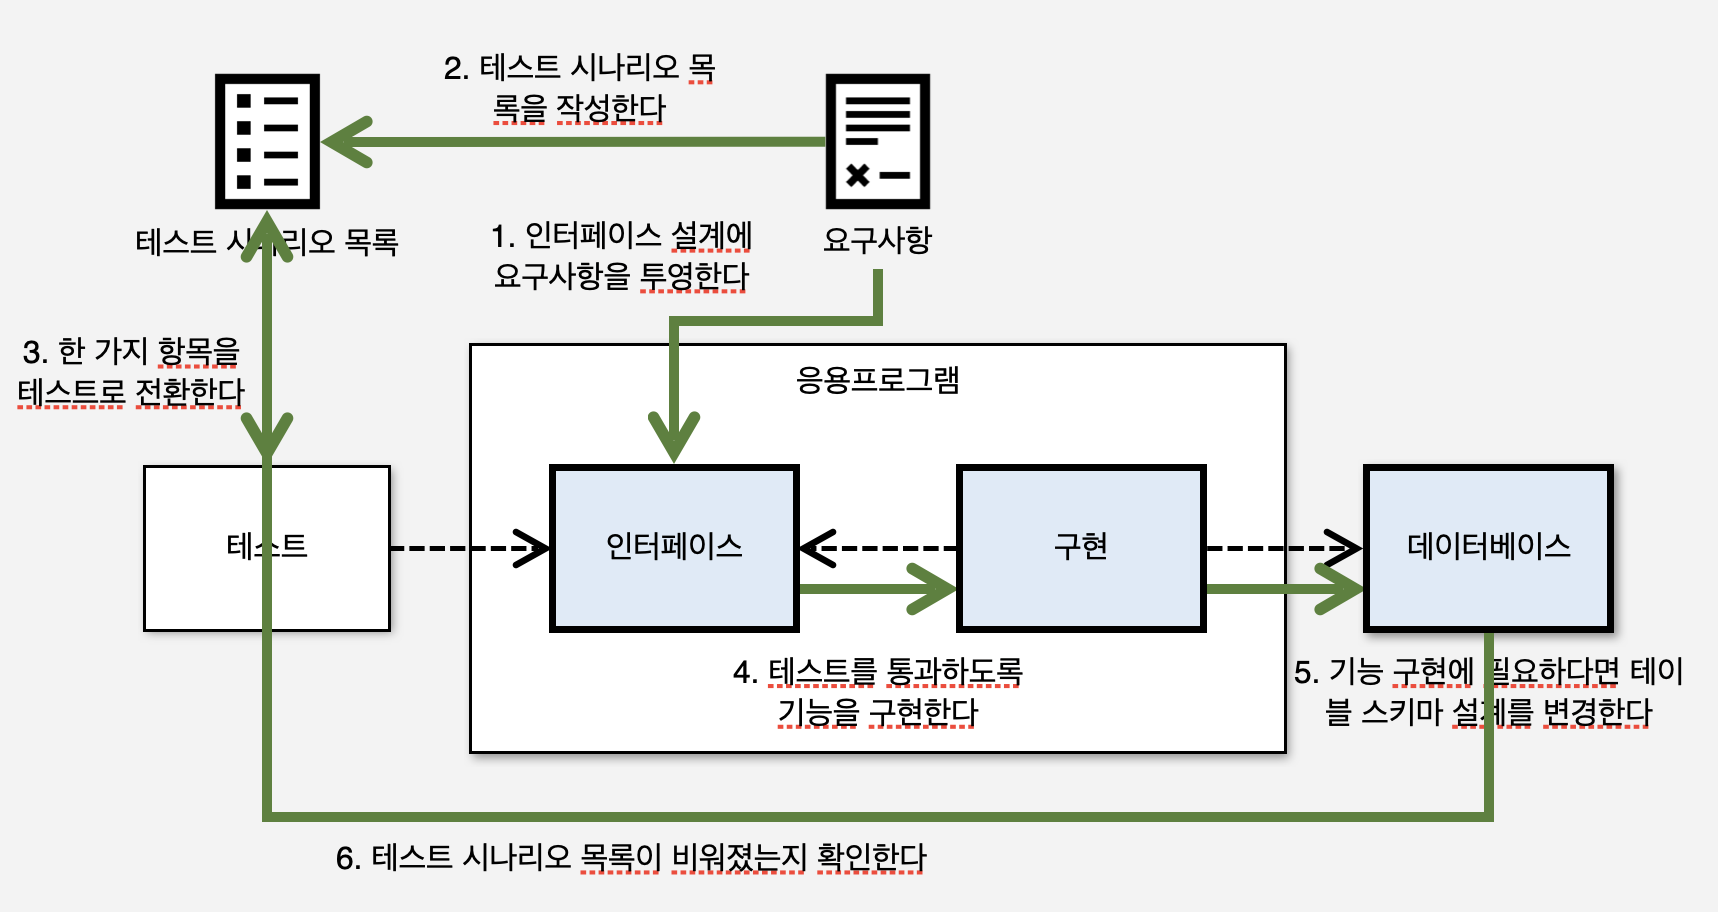 2. 테스트 시나리오 목
록을 작성한다
테스트 시나리오 목록
1. 인터페이스 설계에
요구사항을 투영한다
요구사항
3. 한 가지 항목을
테스트로 전환한다
응용프로그램
테스트
인터페이스
구현
데이터베이스
4. 테스트를 통과하도록
기능을 구현한다
5. 기능 구현에 필요하다면 테이
블 스키마 설계를 변경한다
6. 테스트 시나리오 목록이 비워졌는지 확인한다